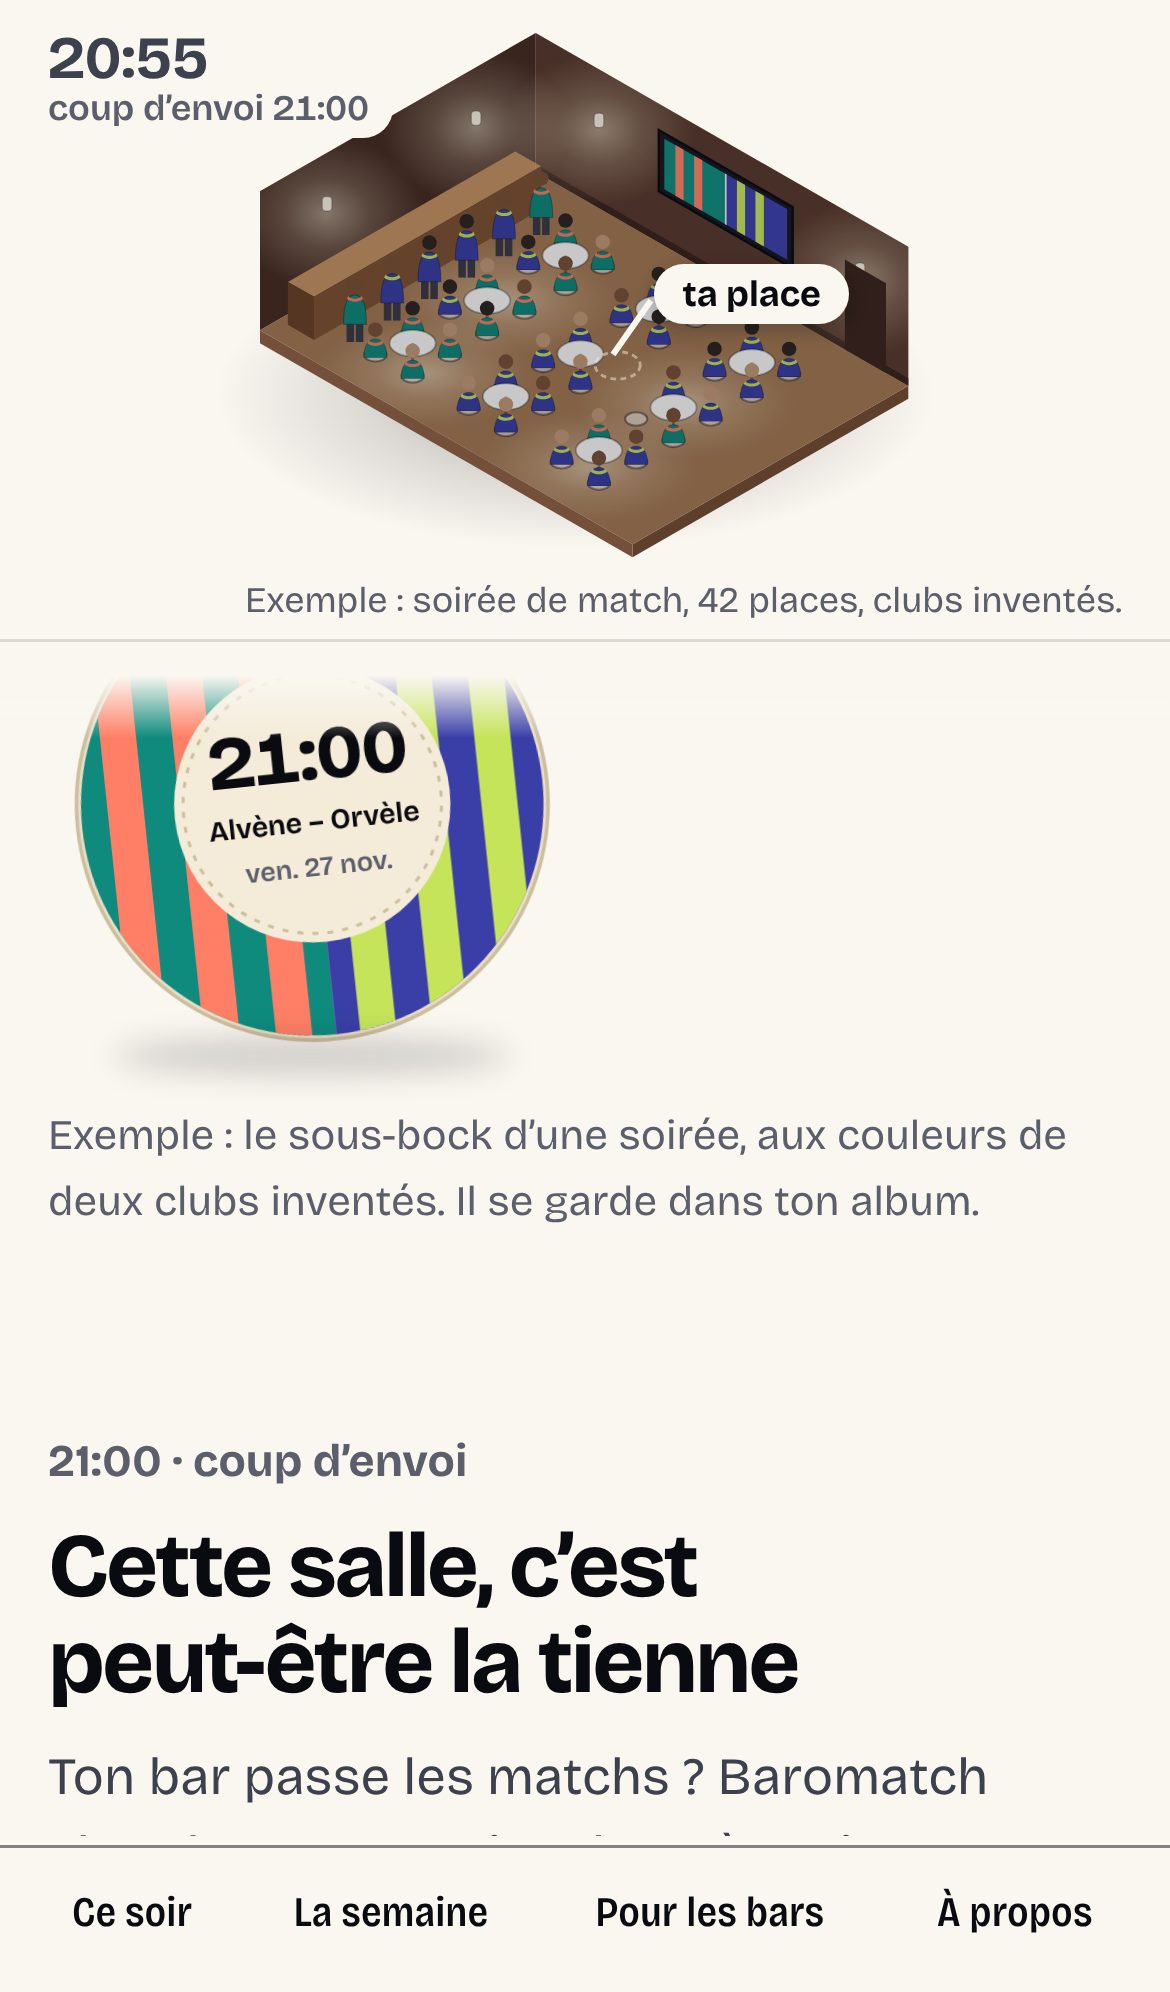 20:55
coup d’envoi 21:00
ta place
Exemple : soirée de match, 42 places, clubs inventés.
21:00
Alvène – Orvèle
ven. 27 nov.
Exemple : le sous-bock d’une soirée, aux couleurs de
deux clubs inventés. Il se garde dans ton album.
21:00 · coup d’envoi
Cette salle, c’est
peut-être la tienne
Ton bar passe les matchs ? Baromatch
Ce soir
La semaine
Pour les bars
À propos